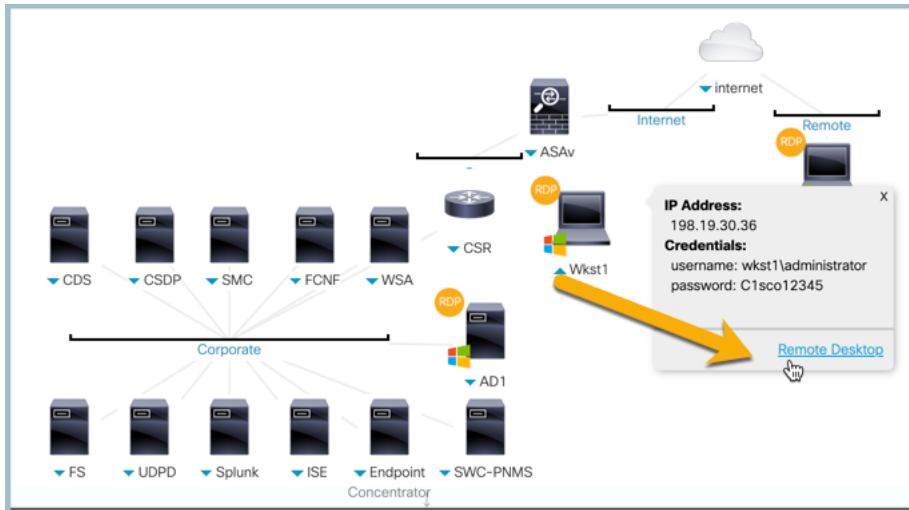 internet
Internet
Remote
RDP
ASAv
-
RDP
IP Address:
198.19.30.36
Credentials:
username: wkst1\administrator
password: C1sco12345
x
Remote Desktop
CSR
Wkst1
CDS
CSDP
SMC
FCNF
WSA
RDP
Corporate
AD1
FS
UDPD
Splunk
ISE
Endpoint
Concentrator
SWC-PNMS